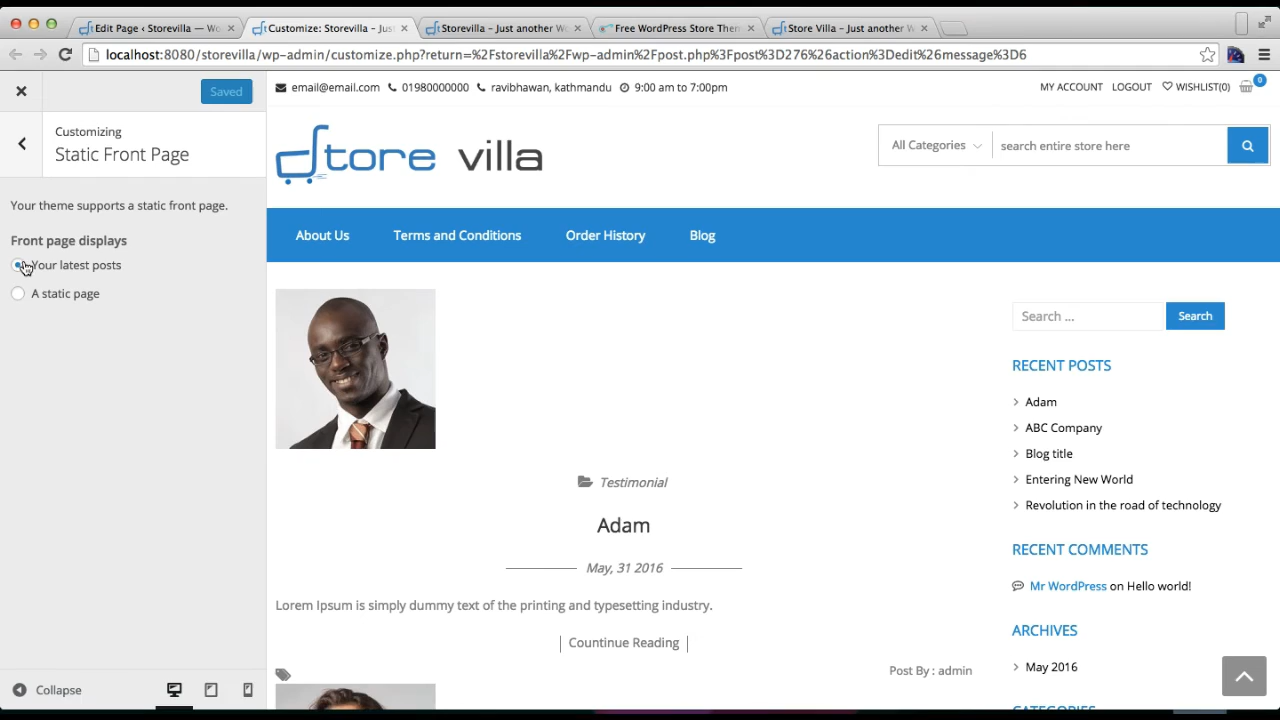 Edit Page ‹ Storevilla — Wo
Customize: Storevilla – Jus
Storevilla – Just another W
Free WordPress Store Them
Store Villa – Just another W
localhost:8080/storevilla/wp-admin/customize.php?return=%2Fstorevilla%2Fwp-admin%2Fpost.php%3Fpost%3D276%26action%3Dedit%26message%3D6
Saved
email@email.com 01980000000 ravibhawan, kathmandu 9:00 am to 7:00pm
MY ACCOUNT LOGOUT WISHLIST(0) 0
Customizing
Static Front Page
store villa
All Categories search entire store here
Your theme supports a static front page.
Front page displays
Your latest posts
A static page
About Us Terms and Conditions Order History Blog
Testimonial
Adam
May, 31 2016
Lorem Ipsum is simply dummy text of the printing and typesetting industry.
Countinue Reading
Post By : admin
Search ... Search
RECENT POSTS
Adam
ABC Company
Blog title
Entering New World
Revolution in the road of technology
RECENT COMMENTS
Mr WordPress on Hello world!
ARCHIVES
May 2016
CATEGORIES
Collapse